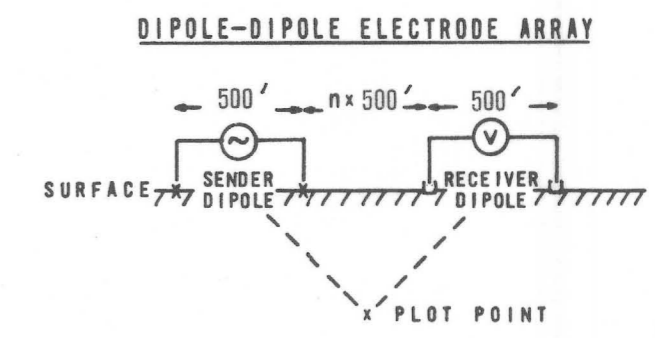 DIPOLE-DIPOLE ELECTRODE ARRAY
500' n x 500' 500'
~ V
SURFACE x SENDER x RECEIVER
DIPOLE DIPOLE
x PLOT POINT